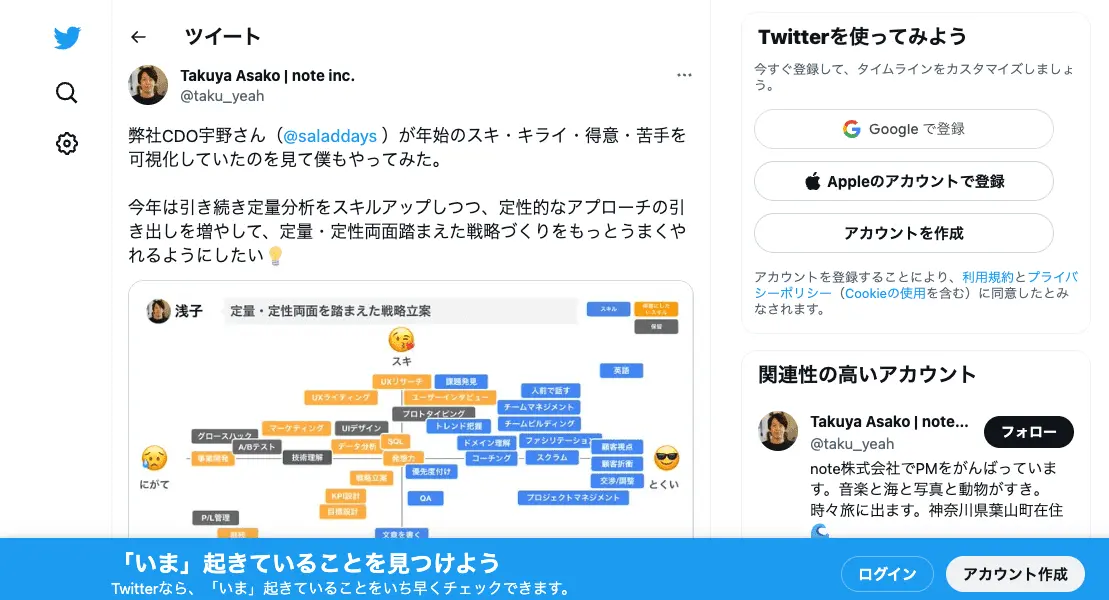 ツイート
Takuya Asako | note inc.
@taku_yeah
弊社CDO宇野さん（@saladdays ）が年始のスキ・キライ・得意・苦手を
可視化していたのを見て僕もやってみた。
今年は引き続き定量分析をスキルアップしつつ、定性的なアプローチの引
き出しを増やして、定量・定性両面踏まえた戦略づくりをもっとうまくや
れるようにしたい💡
浅子
定量・定性両面を踏まえた戦略立案
スキル
保留
スキ
英語
UXリサーチ
課題発見
人前で話す
UXライティング
ユーザーインタビュー
チームマネジメント
プロトタイピング
チームビルディング
マーケティング
UIデザイン
トレンド把握
グロースハック
A/Bテスト
データ分析
SQL
ドメイン理解
ファシリテーション
顧客視点
事業開発
技術理解
発想力
コーチング
スクラム
顧客折衝
にがて
とくい
優先度付け
戦略立案
交渉/調整
KPI設計
QA
プロジェクトマネジメント
目標設計
P/L管理
文章を書く
Twitterを使ってみよう
今すぐ登録して、タイムラインをカスタマイズしましょ
う。
Google で登録
Appleのアカウントで登録
アカウントを作成
アカウントを登録することにより、利用規約とプライバ
シーポリシー（Cookieの使用を含む）に同意したとみ
なされます。
関連性の高いアカウント
Takuya Asako | note...
@taku_yeah
フォロー
note株式会社でPMをがんばっていま
す。音楽と海と写真と動物がすき。
時々旅に出ます。神奈川県葉山町在住
🌊
「いま」起きていることを見つけよう
Twitterなら、「いま」起きていることをいち早くチェックできます。
ログイン
アカウント作成